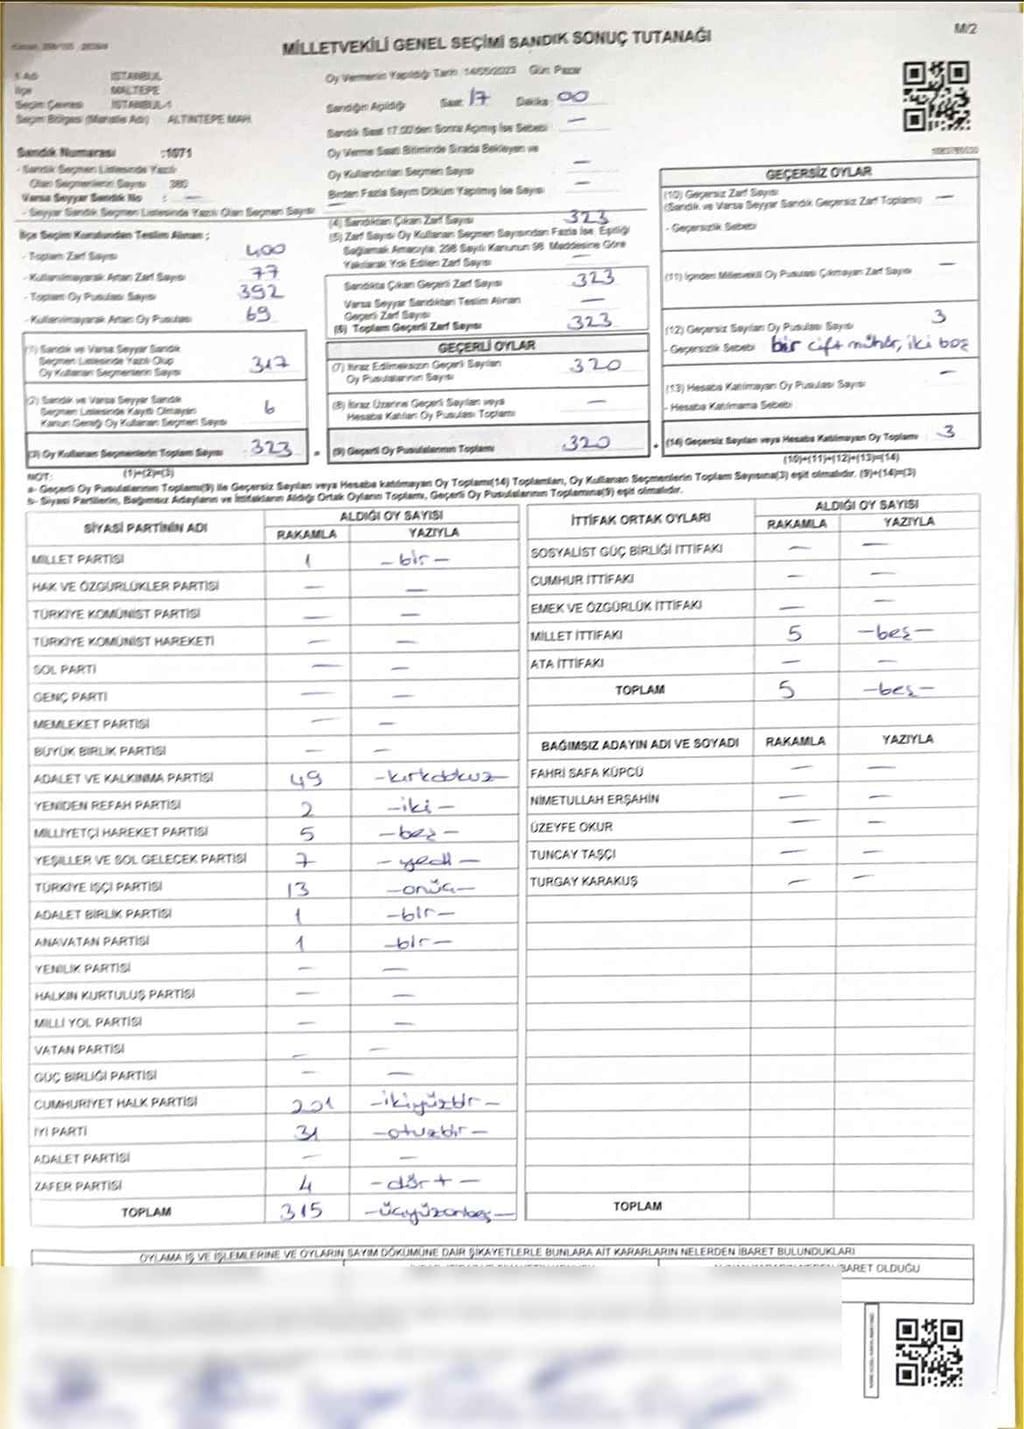 M/2
MİLLETVEKİLİ GENEL SEÇİMİ SANDIK SONUÇ TUTANAĞI
İli Adı İSTANBUL
İlçe MALTEPE
Seçim Çevresi İSTANBUL-1
Seçim Bölgesi (Mahalle Adı) ALTINTEPE MAH.
Sandık Numarası :1071
- Sandık Seçmen Listesinde Yazılı
Olan Seçmenlerin Sayısı 380
Varsa Seyyar Sandık No : —
- Seyyar Sandık Seçmen Listesinde Yazılı Olan Seçmen Sayısı
İlçe Seçim Kurulundan Teslim Alınan ;
- Toplam Zarf Sayısı 400
- Kullanılmayarak Artan Zarf Sayısı 77
- Toplam Oy Pusulası Sayısı 392
- Kullanılmayarak Artan Oy Pusulası 69
(1) Sandık ve Varsa Seyyar Sandık
Seçmen Listesinde Yazılı Olup
Oy Kullanan Seçmenlerin Sayısı 317
(2) Sandık ve Varsa Seyyar Sandık
Seçmen Listesinde Kayıtlı Olmayan
Kanun Gereği Oy Kullanan Seçmen Sayısı 6
(3) Oy Kullanan Seçmenlerin Toplam Sayısı 323
(1)+(2)=(3)
Oy Vermenin Yapıldığı Tarih 14/05/2023 Gün Pazar
Sandığın Açıldığı Saat 17 Dakika 00
Sandık Saat 17.00'den Sonra Açılmış İse Sebebi —
Oy Verme Saati Bitiminde Sırada Bekleyen ve
Oy Kullandırılan Seçmen Sayısı —
Birden Fazla Sayım Döküm Yapılmış İse Sayısı —
(4) Sandıktan Çıkan Zarf Sayısı 323
(5) Zarf Sayısı Oy Kullanan Seçmen Sayısından Fazla İse, Eşitliği
Sağlamak Amacıyla, 298 Sayılı Kanunun 98. Maddesine Göre
Yakılarak Yok Edilen Zarf Sayısı —
Sandıkta Çıkan Geçerli Zarf Sayısı 323
Varsa Seyyar Sandıktan Teslim Alınan
Geçerli Zarf Sayısı —
(6) Toplam Geçerli Zarf Sayısı 323
GEÇERLİ OYLAR
(7) İtiraz Edilmeksizin Geçerli Sayılan
Oy Pusulalarının Sayısı 320
(8) İtiraz Üzerine Geçerli Sayılan veya
Hesaba Katılan Oy Pusulası Toplamı —
(9) Geçerli Oy Pusulalarının Toplamı 320
GEÇERSİZ OYLAR
(10) Geçersiz Zarf Sayısı
(Sandık ve Varsa Seyyar Sandık Geçersiz Zarf Toplamı) —
- Geçersizlik Sebebi
(11) İçinden Milletvekili Oy Pusulası Çıkmayan Zarf Sayısı —
(12) Geçersiz Sayılan Oy Pusulası Sayısı 3
- Geçersizlik Sebebi bir çift mühür, iki boş
(13) Hesaba Katılmayan Oy Pusulası Sayısı —
- Hesaba Katılmama Sebebi
(14) Geçersiz Sayılan veya Hesaba Katılmayan Oy Toplamı 3
(10)+(11)+(12)+(13)=(14)
NOT:
a- Geçerli Oy Pusulalarının Toplamı(9) ile Geçersiz Sayılan veya Hesaba katılmayan Oy Toplamı(14) Toplamları, Oy Kullanan Seçmenlerin Toplam Sayısına(3) eşit olmalıdır. (9)+(14)=(3)
b- Siyasi Partilerin, Bağımsız Adayların ve İttifakların Aldığı Ortak Oyların Toplamı, Geçerli Oy Pusulalarının Toplamına(9) eşit olmalıdır.
SİYASİ PARTİNİN ADI ALDIĞI OY SAYISI
RAKAMLA YAZIYLA
MİLLET PARTİSİ 1 —bir—
HAK VE ÖZGÜRLÜKLER PARTİSİ — —
TÜRKİYE KOMÜNİST PARTİSİ — —
TÜRKİYE KOMÜNİST HAREKETİ — —
SOL PARTİ — —
GENÇ PARTİ — —
MEMLEKET PARTİSİ — —
BÜYÜK BİRLİK PARTİSİ — —
ADALET VE KALKINMA PARTİSİ 49 —kırkdokuz—
YENİDEN REFAH PARTİSİ 2 —iki—
MİLLİYETÇİ HAREKET PARTİSİ 5 —beş—
YEŞİLLER VE SOL GELECEK PARTİSİ 7 —yedi—
TÜRKİYE İŞÇİ PARTİSİ 13 —onüç—
ADALET BİRLİK PARTİSİ 1 —bir—
ANAVATAN PARTİSİ 1 —bir—
YENİLİK PARTİSİ — —
HALKIN KURTULUŞ PARTİSİ — —
MİLLİ YOL PARTİSİ — —
VATAN PARTİSİ — —
GÜÇ BİRLİĞİ PARTİSİ — —
CUMHURİYET HALK PARTİSİ 201 —ikiyüzbir—
İYİ PARTİ 31 —otuzbir—
ADALET PARTİSİ — —
ZAFER PARTİSİ 4 —dört—
TOPLAM 315 —üçyüzonbeş—
İTTİFAK ORTAK OYLARI ALDIĞI OY SAYISI
RAKAMLA YAZIYLA
SOSYALİST GÜÇ BİRLİĞİ İTTİFAKI — —
CUMHUR İTTİFAKI — —
EMEK VE ÖZGÜRLÜK İTTİFAKI — —
MİLLET İTTİFAKI 5 —beş—
ATA İTTİFAKI — —
TOPLAM 5 —beş—
BAĞIMSIZ ADAYIN ADI VE SOYADI RAKAMLA YAZIYLA
FAHRİ SAFA KÜPCÜ — —
NİMETULLAH ERŞAHİN — —
ÜZEYFE OKUR — —
TUNCAY TAŞÇI — —
TURGAY KARAKUŞ — —
TOPLAM
OYLAMA İŞ VE İŞLEMLERİNE VE OYLARIN SAYIM DÖKÜMÜNE DAİR ŞİKAYETLERLE BUNLARA AİT KARARLARIN NELERDEN İBARET BULUNDUKLARI
İBARET OLDUĞU